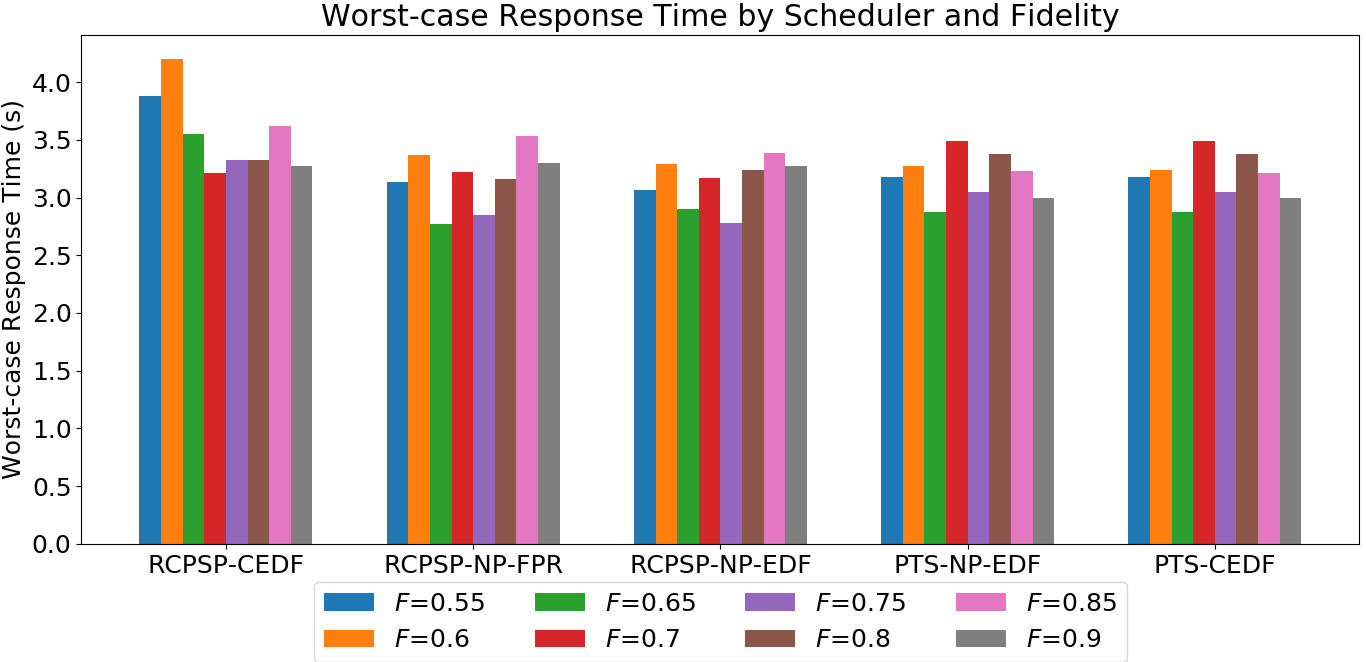 Worst-case Response Time by Scheduler and Fidelity
Worst-case Response Time (s)
4.0
3.5
3.0
2.5
2.0
1.5
1.0
0.5
0.0
RCPSP-CEDF
RCPSP-NP-FPR
RCPSP-NP-EDF
PTS-NP-EDF
PTS-CEDF
F=0.55
F=0.65
F=0.75
F=0.85
F=0.6
F=0.7
F=0.8
F=0.9